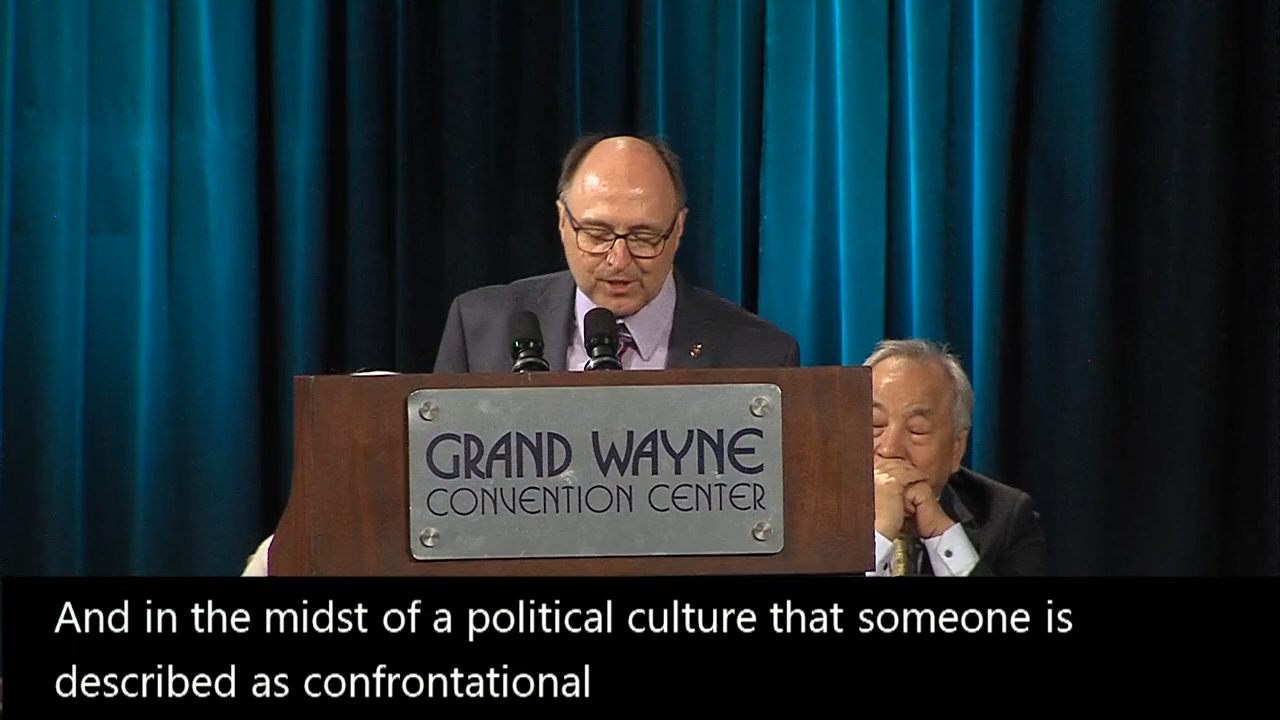 GRAND WAYNE
CONVENTION CENTER
And in the midst of a political culture that someone is
described as confrontational